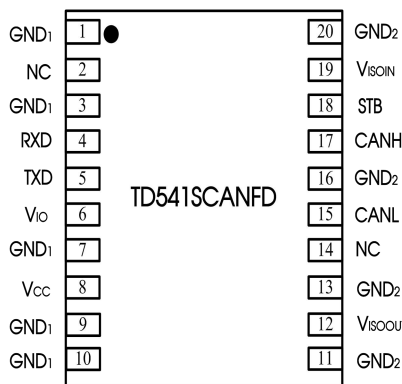 GND1 1 20 GND2
NC 2 19 VISOIN
GND1 3 18 STB
RXD 4 17 CANH
TXD 5 16 GND2
TD541SCANFD
VIO 6 15 CANL
GND1 7 14 NC
VCC 8 13 GND2
GND1 9 12 VISOOU
GND1 10 11 GND2